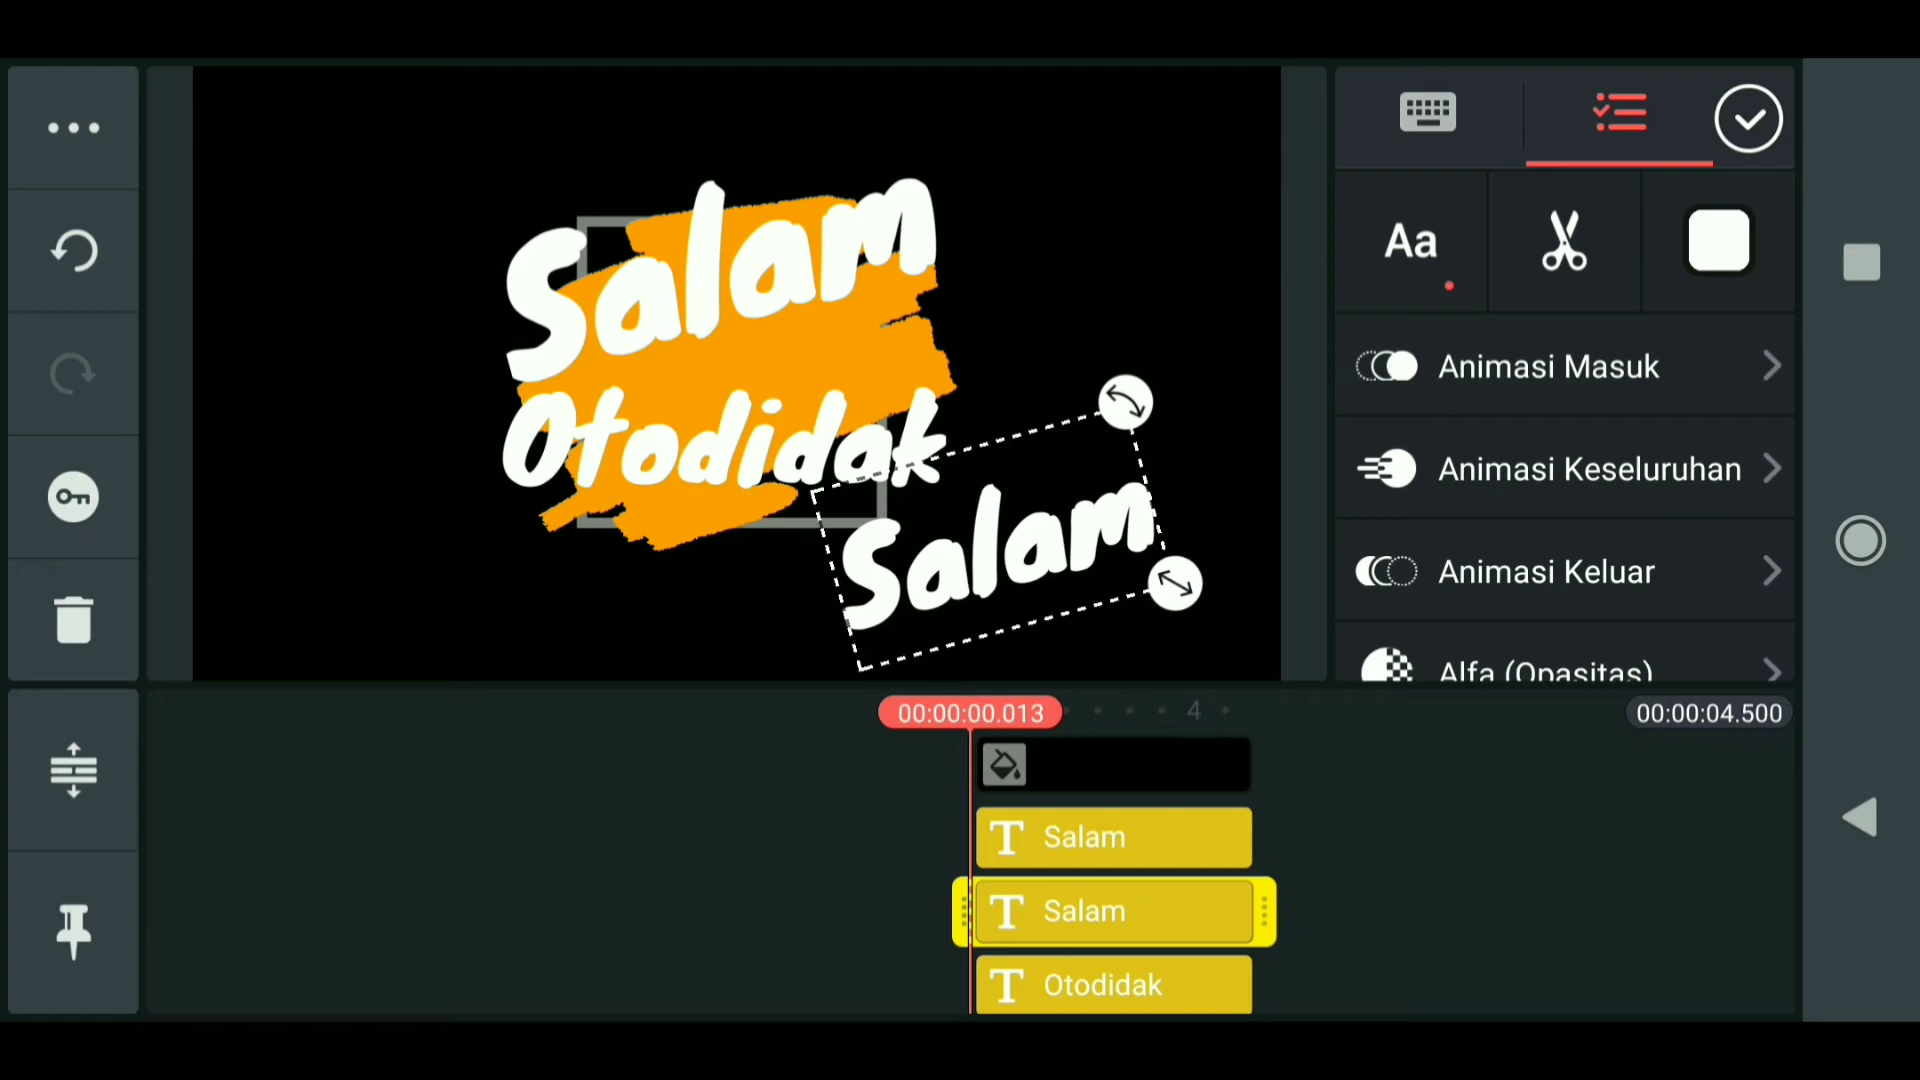 Salam
Otodidak
Salam
Aa
Animasi Masuk
Animasi Keseluruhan
Animasi Keluar
Alfa (Opasitas)
00:00:00.013
4
00:00:04.500
T Salam
T Salam
T Otodidak